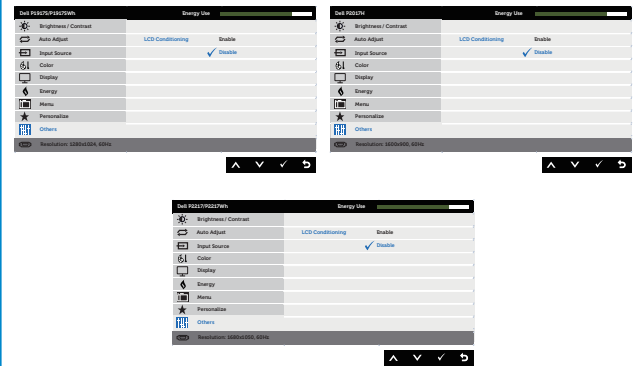 Dell P1917S/P1917SWh Energy Use
Brightness / Contrast
Auto Adjust LCD Conditioning Enable
Input Source Disable
Color
Display
Energy
Menu
Personalize
Others
Resolution: 1280x1024, 60Hz
Dell P2017H Energy Use
Brightness / Contrast
Auto Adjust LCD Conditioning Enable
Input Source Disable
Color
Display
Energy
Menu
Personalize
Others
Resolution: 1600x900, 60Hz
Dell P2217/P2217Wh Energy Use
Brightness / Contrast
Auto Adjust LCD Conditioning Enable
Input Source Disable
Color
Display
Energy
Menu
Personalize
Others
Resolution: 1680x1050, 60Hz